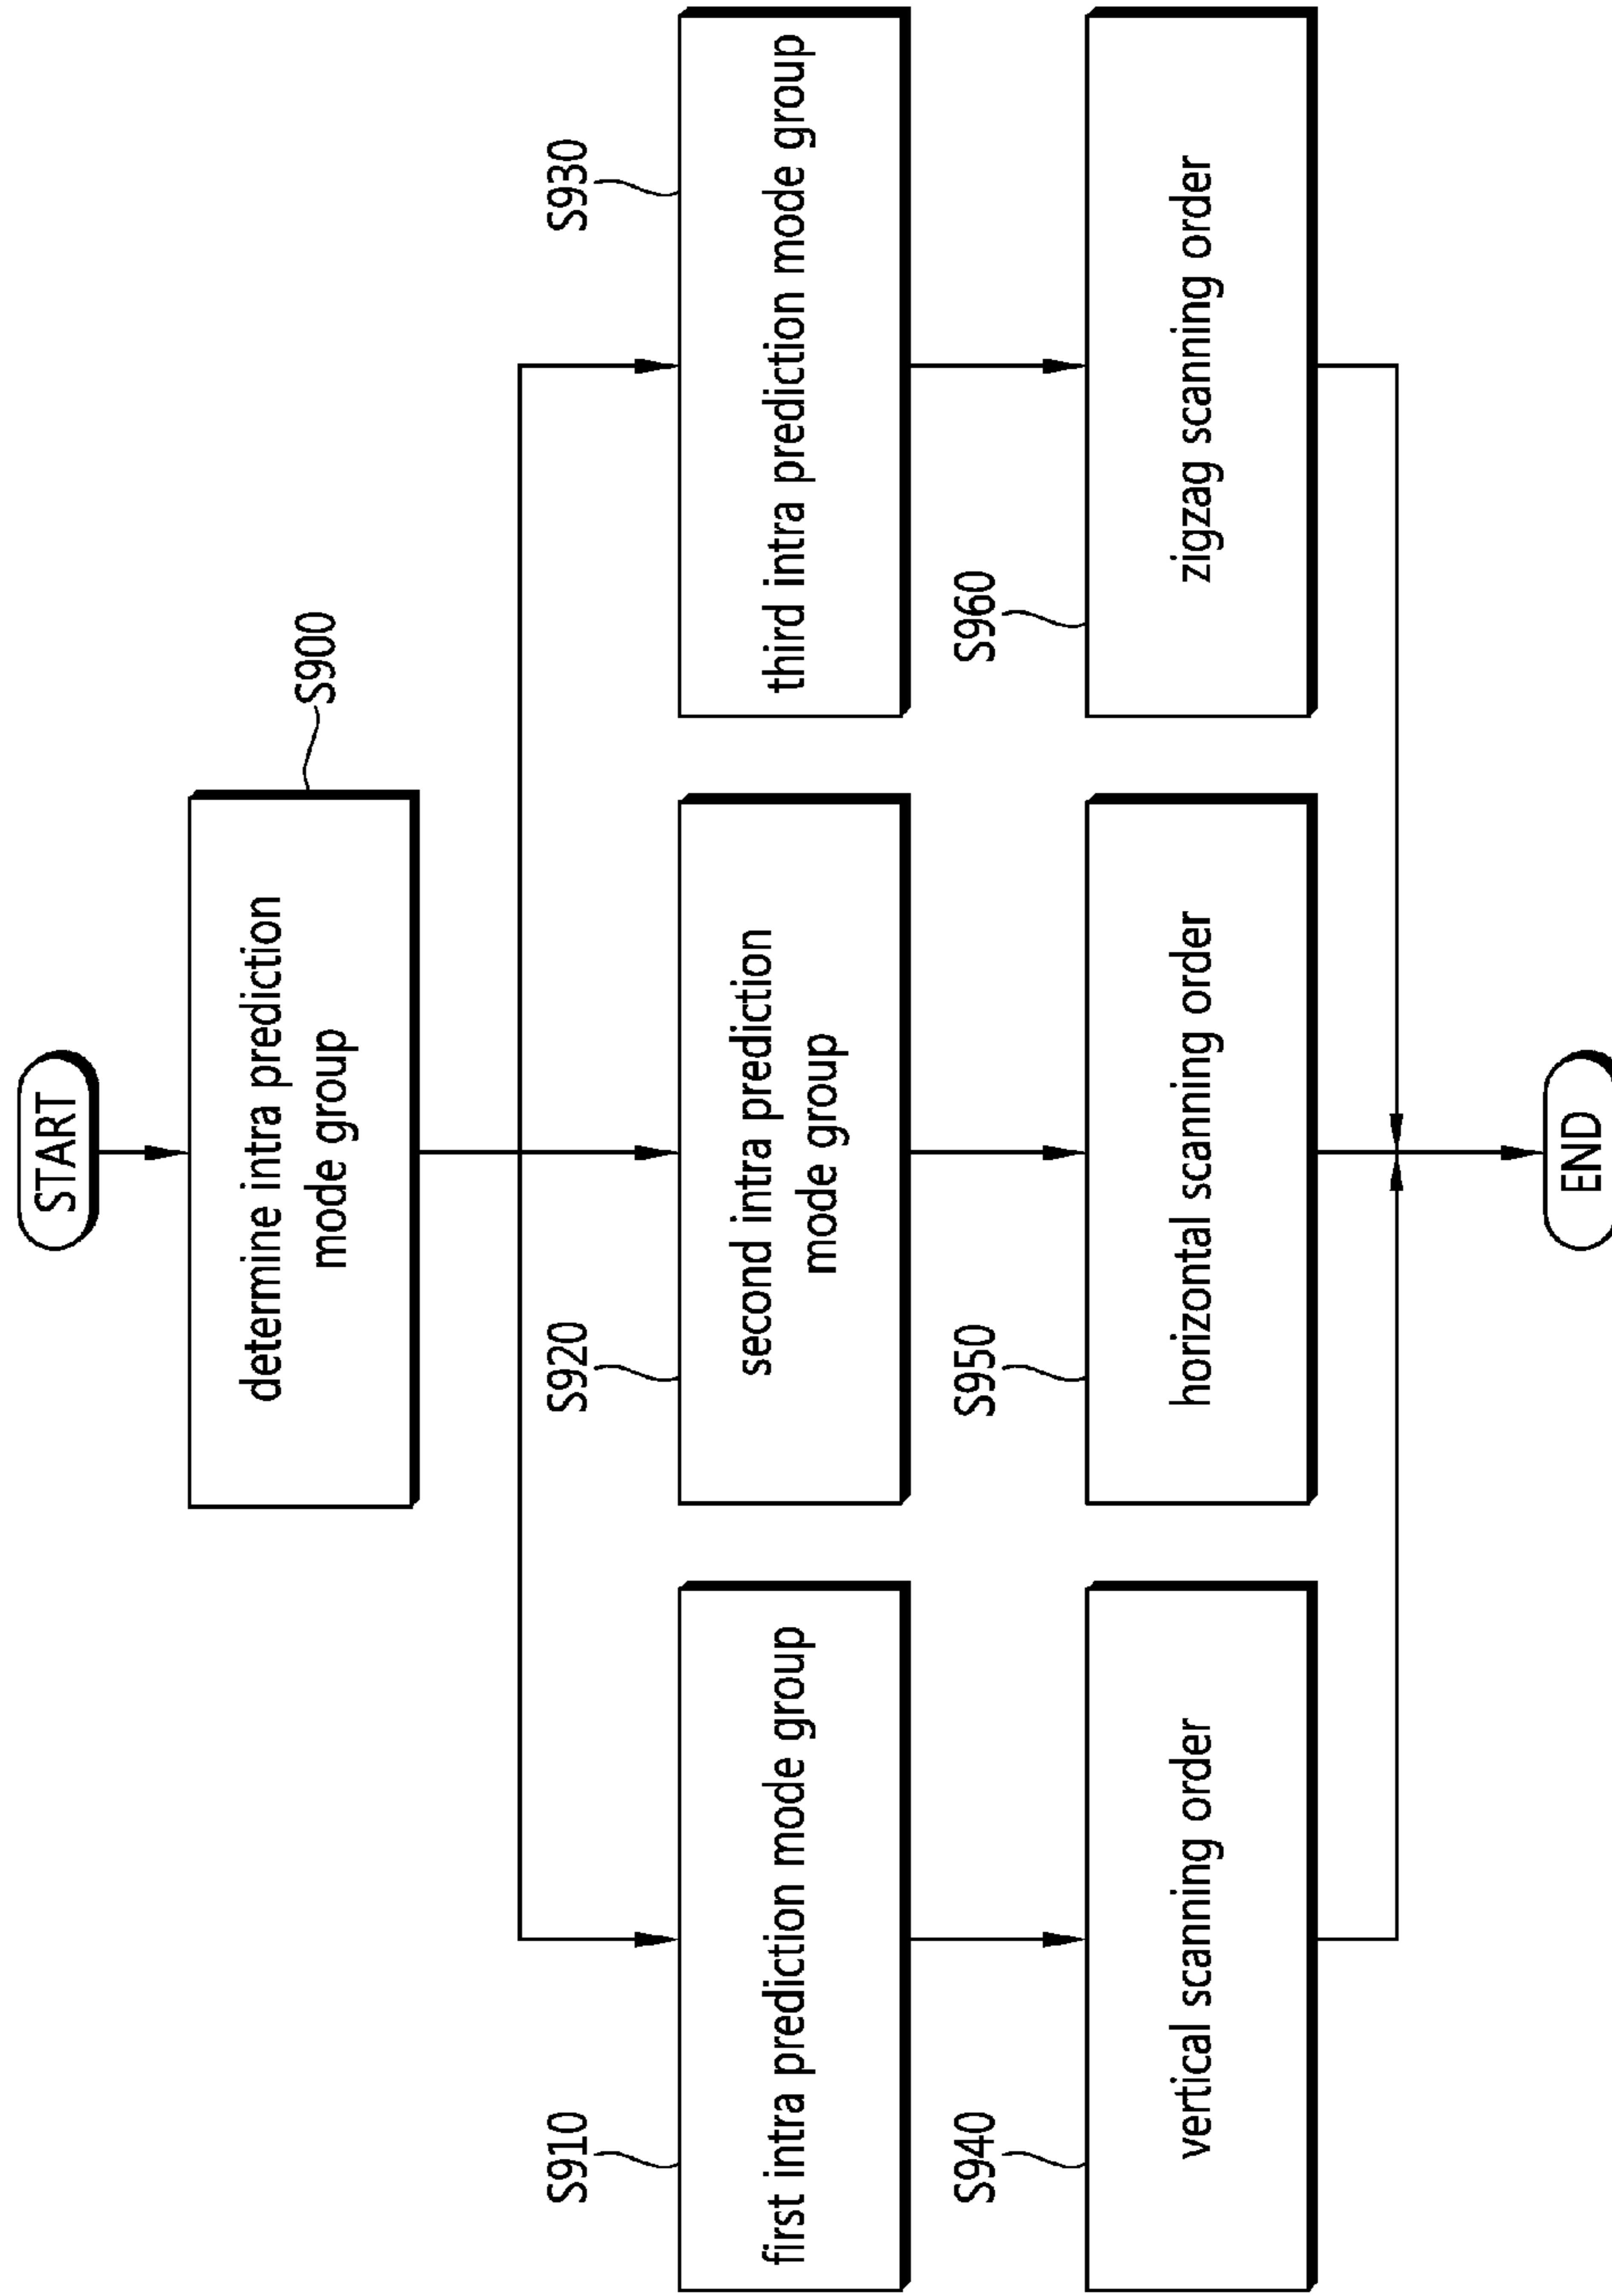 START
determine intra prediction
mode group
S900
S910
first intra prediction mode group
S920
second intra prediction
mode group
S930
third intra prediction mode group
S940
vertical scanning order
S950
horizontal scanning order
S960
zigzag scanning order
END